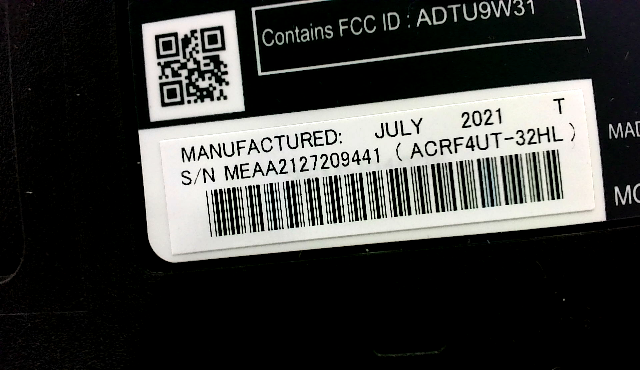 Contains FCC ID : ADTU9W31
MANUFACTURED: JULY 2021 T
S/N MEAA2127209441 ( ACRF4UT-32HL )